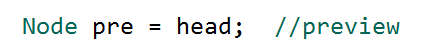 Node pre = head;  //preview